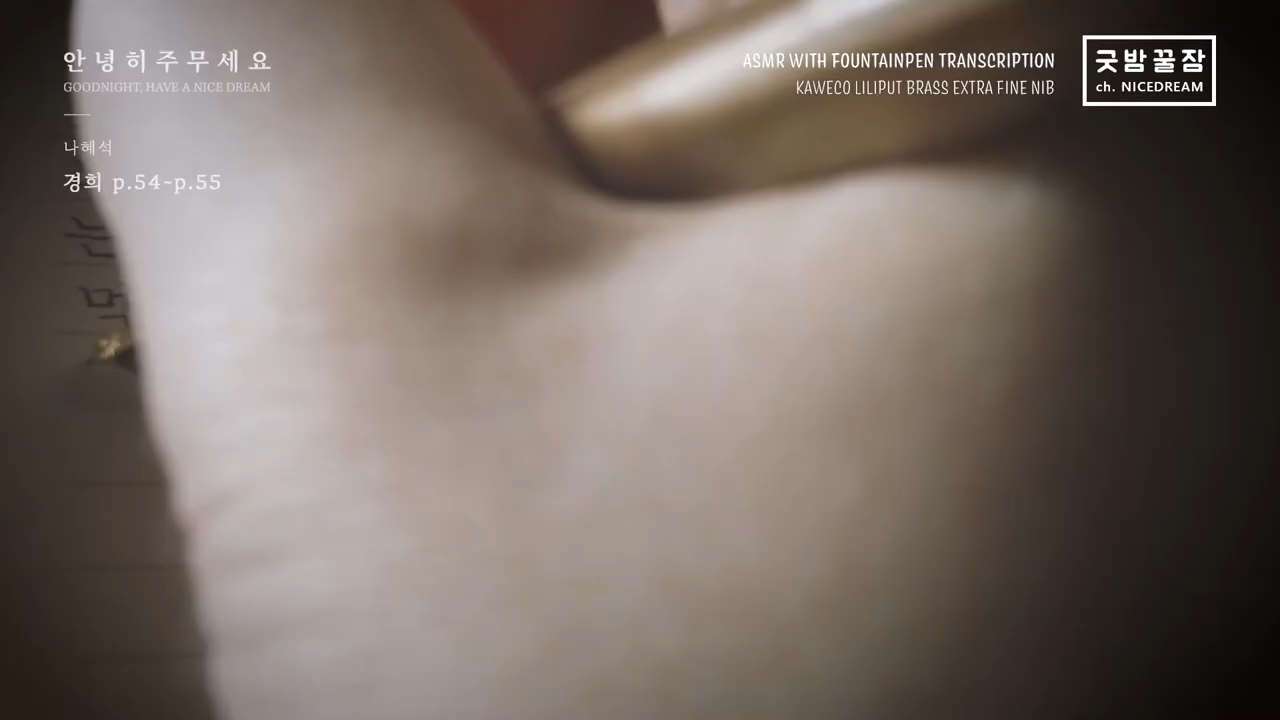 안녕히주무세요
GOODNIGHT, HAVE A NICE DREAM
나혜석
경희 p.54~p.55
ASMR WITH FOUNTAINPEN TRANSCRIPTION
KAWECO LILIPUT BRASS EXTRA FINE NIB
굿밤꿀잠
ch. NICEDREAM